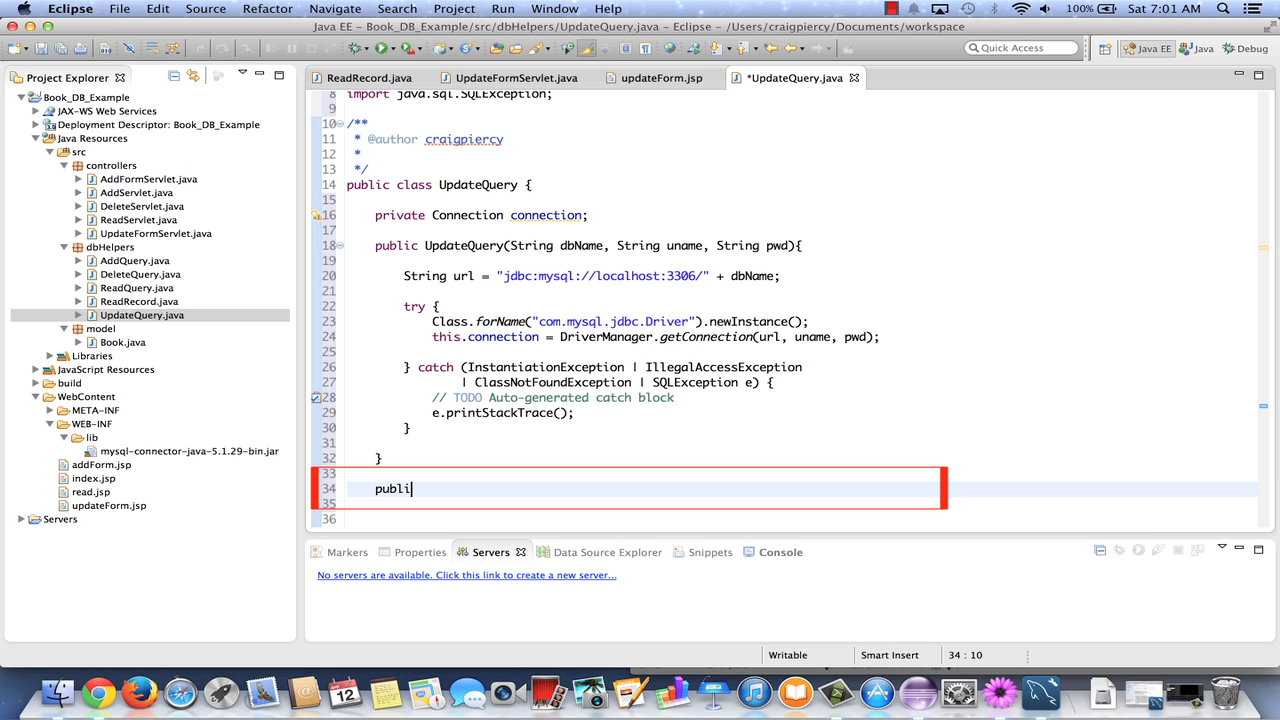 Eclipse File Edit Source Refactor Navigate Search Project Run Window Help 100% Sat 7:01 AM
Java EE - Book_DB_Example/src/dbHelpers/UpdateQuery.java - Eclipse - /Users/craigpiercy/Documents/workspace
Quick Access Java EE Java Debug
Project Explorer
Book_DB_Example
JAX-WS Web Services
Deployment Descriptor: Book_DB_Example
Java Resources
src
controllers
AddFormServlet.java
AddServlet.java
DeleteServlet.java
ReadServlet.java
UpdateFormServlet.java
dbHelpers
AddQuery.java
DeleteQuery.java
ReadQuery.java
ReadRecord.java
UpdateQuery.java
model
Book.java
Libraries
JavaScript Resources
build
WebContent
META-INF
WEB-INF
lib
mysql-connector-java-5.1.29-bin.jar
addForm.jsp
index.jsp
read.jsp
updateForm.jsp
Servers
ReadRecord.java UpdateFormServlet.java updateForm.jsp *UpdateQuery.java
8 import java.sql.SQLException;
9
10 /**
11 * @author craigpiercy
12 *
13 */
14 public class UpdateQuery {
15
16 private Connection connection;
17
18 public UpdateQuery(String dbName, String uname, String pwd){
19
20 String url = "jdbc:mysql://localhost:3306/" + dbName;
21
22 try {
23 Class.forName("com.mysql.jdbc.Driver").newInstance();
24 this.connection = DriverManager.getConnection(url, uname, pwd);
25
26 } catch (InstantiationException | IllegalAccessException
27 | ClassNotFoundException | SQLException e) {
28 // TODO Auto-generated catch block
29 e.printStackTrace();
30 }
31
32 }
33
34 publi
35
36
Markers Properties Servers Data Source Explorer Snippets Console
No servers are available. Click this link to create a new server...
Writable Smart Insert 34 : 10
12